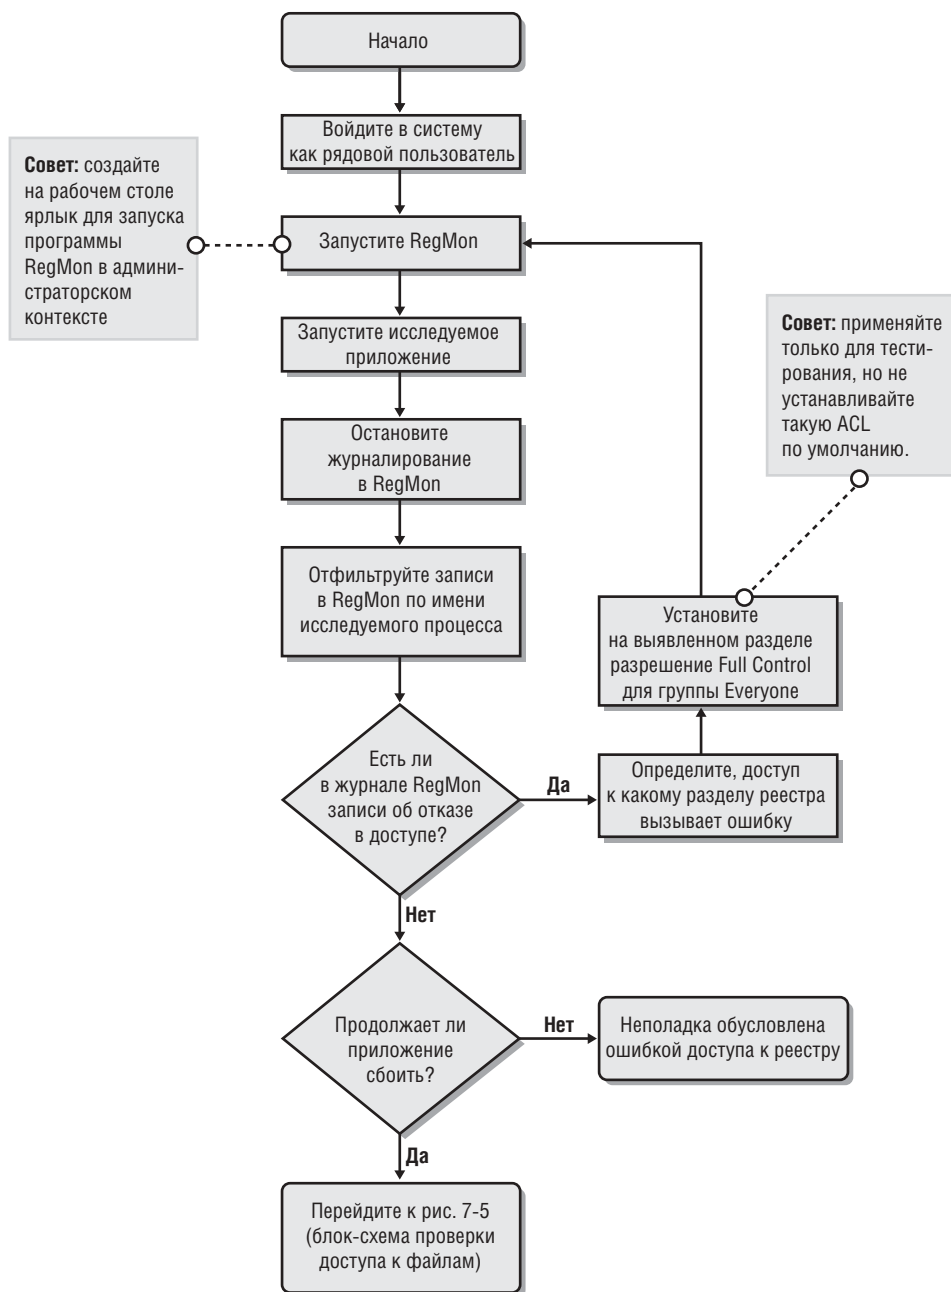 Начало
Войдите в систему
как рядовой пользователь
Совет: создайте
на рабочем столе
ярлык для запуска
программы
RegMon в админи-
страторском
контексте
Запустите RegMon
Запустите исследуемое
приложение
Совет: применяйте
только для тести-
рования, но не
устанавливайте
такую ACL
по умолчанию.
Остановите
журналирование
в RegMon
Отфильтруйте записи
в RegMon по имени
исследуемого процесса
Установите
на выявленном разделе
разрешение Full Control
для группы Everyone
Есть ли
в журнале RegMon
записи об отказе
в доступе?
Да
Определите, доступ
к какому разделу реестра
вызывает ошибку
Нет
Продолжает ли
приложение
сбоить?
Нет
Неполадка обусловлена
ошибкой доступа к реестру
Да
Перейдите к рис. 7-5
(блок-схема проверки
доступа к файлам)